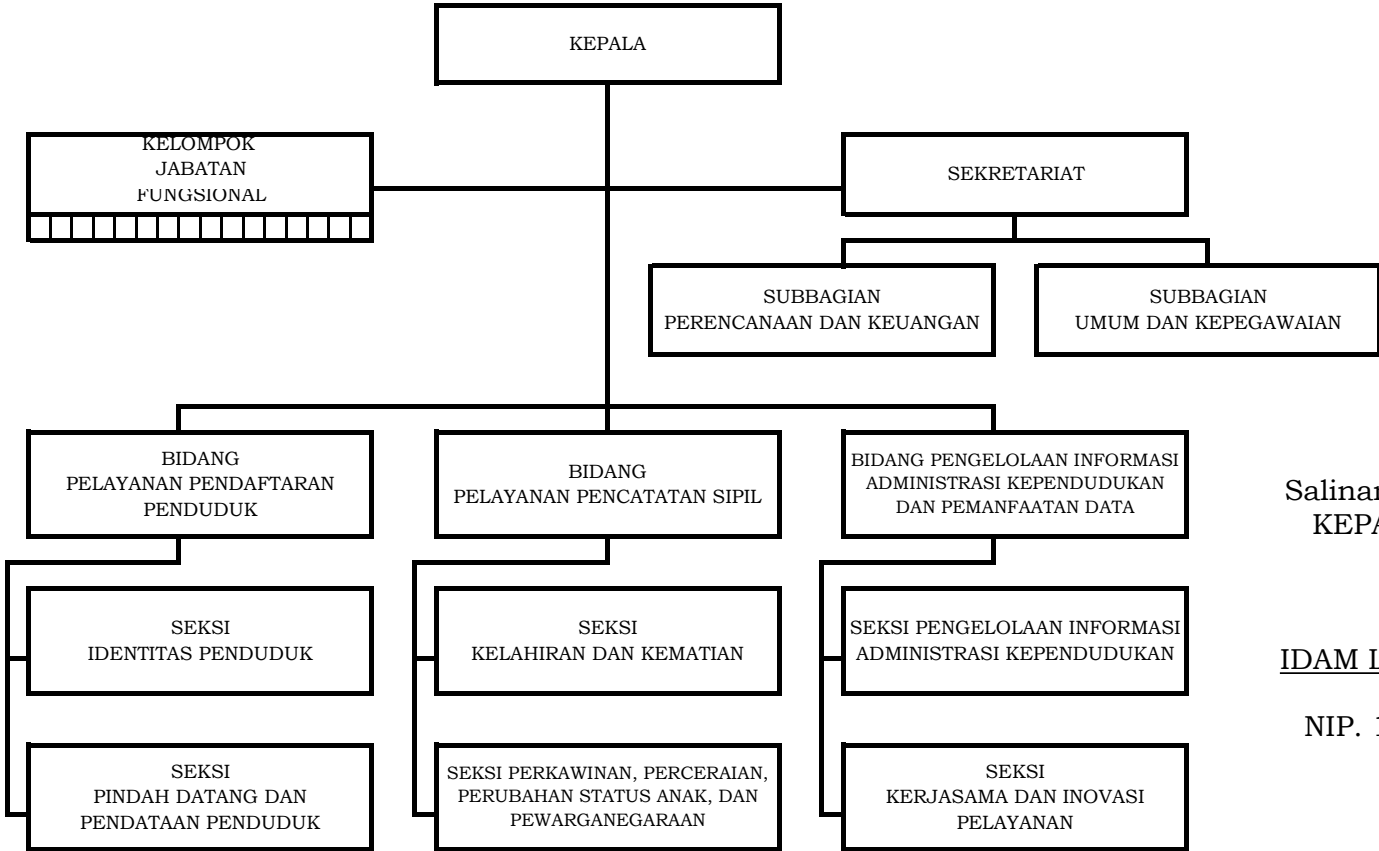 KEPALA
KELOMPOK
JABATAN
FUNGSIONAL
SEKRETARIAT
SUBBAGIAN
PERENCANAAN DAN KEUANGAN
SUBBAGIAN
UMUM DAN KEPEGAWAIAN
BIDANG
PELAYANAN PENDAFTARAN
PENDUDUK
BIDANG
PELAYANAN PENCATATAN SIPIL
BIDANG PENGELOLAAN INFORMASI
ADMINISTRASI KEPENDUDUKAN
DAN PEMANFAATAN DATA
SEKSI
IDENTITAS PENDUDUK
SEKSI
KELAHIRAN DAN KEMATIAN
SEKSI PENGELOLAAN INFORMASI
ADMINISTRASI KEPENDUDUKAN
SEKSI
PINDAH DATANG DAN
PENDATAAN PENDUDUK
SEKSI PERKAWINAN, PERCERAIAN,
PERUBAHAN STATUS ANAK, DAN
PEWARGANEGARAAN
SEKSI
KERJASAMA DAN INOVASI
PELAYANAN
IDAM
NIP.